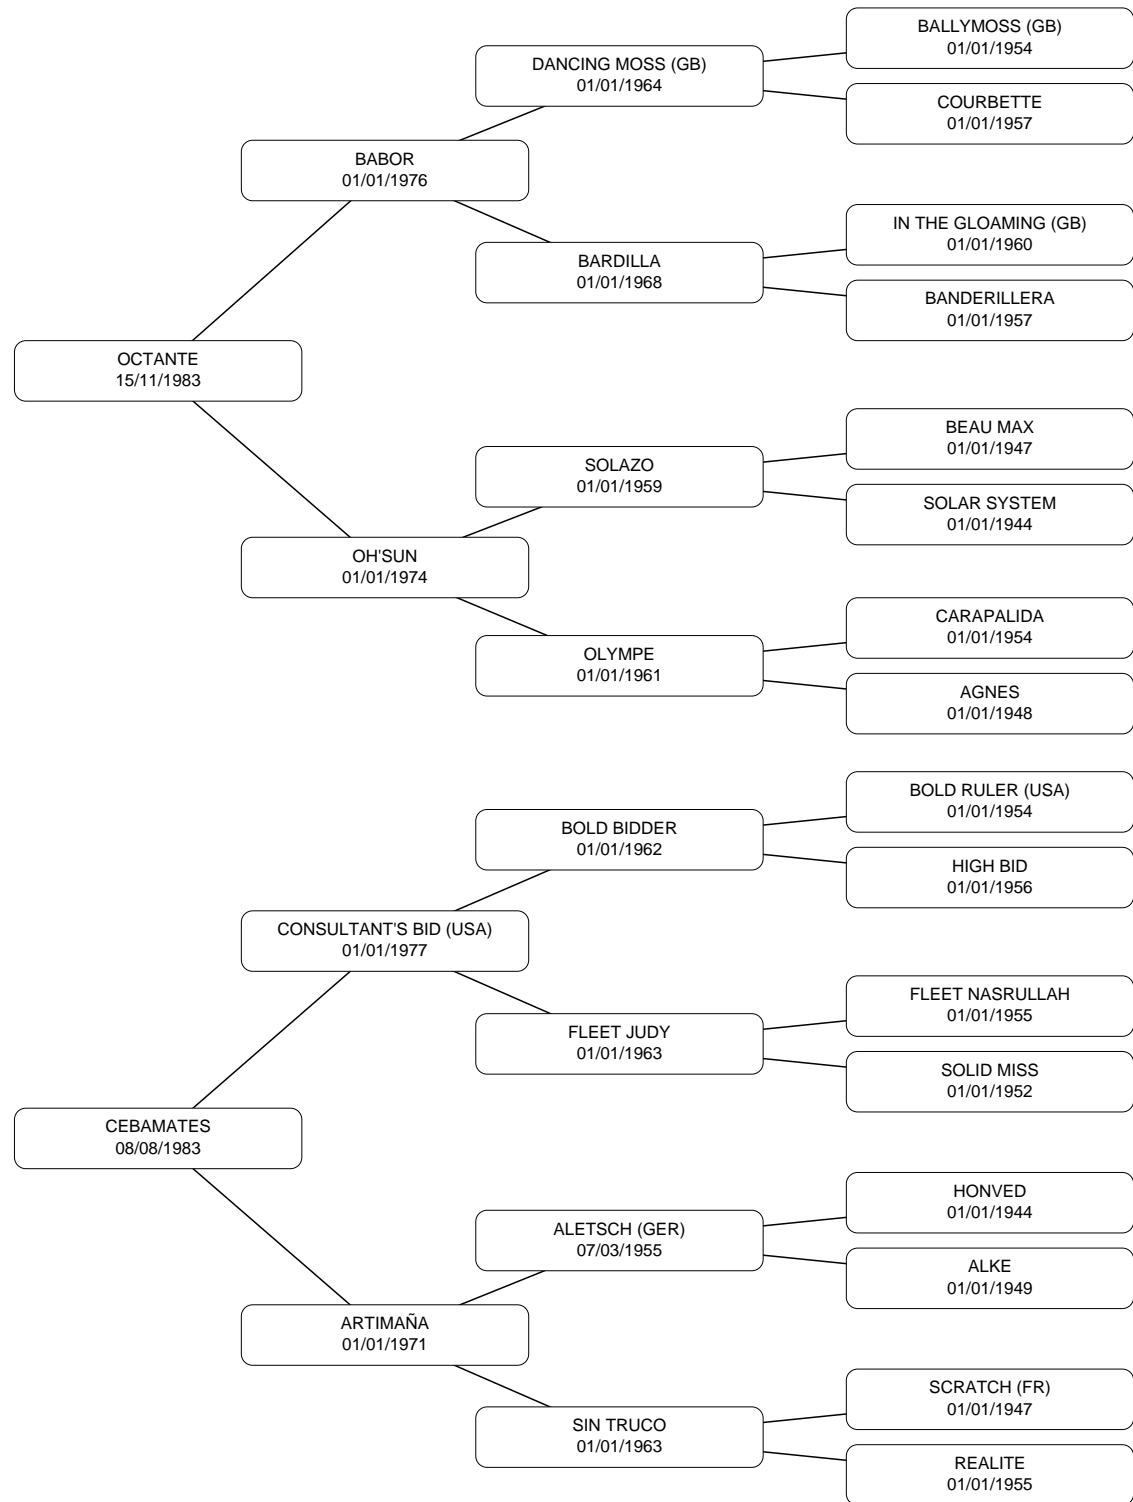 BALLYMOSS (GB)
01/01/1954
DANCING MOSS (GB)
01/01/1964
COURBETTE
01/01/1957
BABOR
01/01/1976
IN THE GLOAMING (GB)
01/01/1960
BARDILLA
01/01/1968
BANDERILLERA
01/01/1957
OCTANTE
15/11/1983
BEAU MAX
01/01/1947
SOLAZO
01/01/1959
SOLAR SYSTEM
01/01/1944
OH'SUN
01/01/1974
CARAPALIDA
01/01/1954
OLYMPE
01/01/1961
AGNES
01/01/1948
BOLD RULER (USA)
01/01/1954
BOLD BIDDER
01/01/1962
HIGH BID
01/01/1956
CONSULTANT'S BID (USA)
01/01/1977
FLEET NASRULLAH
01/01/1955
FLEET JUDY
01/01/1963
SOLID MISS
01/01/1952
CEBAMATES
08/08/1983
HONVED
01/01/1944
ALETSCH (GER)
07/03/1955
ALKE
01/01/1949
ARTIMAÑA
01/01/1971
SCRATCH (FR)
01/01/1947
SIN TRUCO
01/01/1963
REALITE
01/01/1955